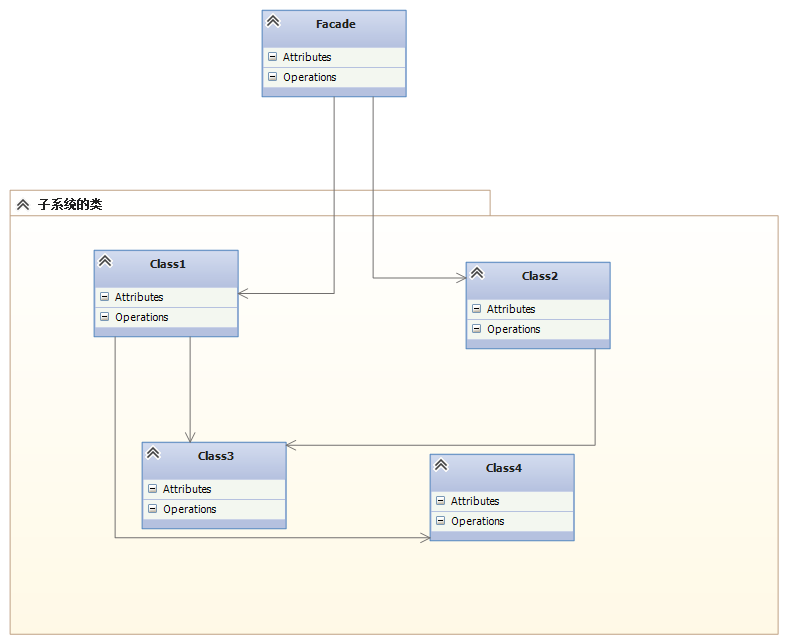 Facade
Attributes
Operations
子系统的类
Class1
Attributes
Operations
Class2
Attributes
Operations
Class3
Attributes
Operations
Class4
Attributes
Operations